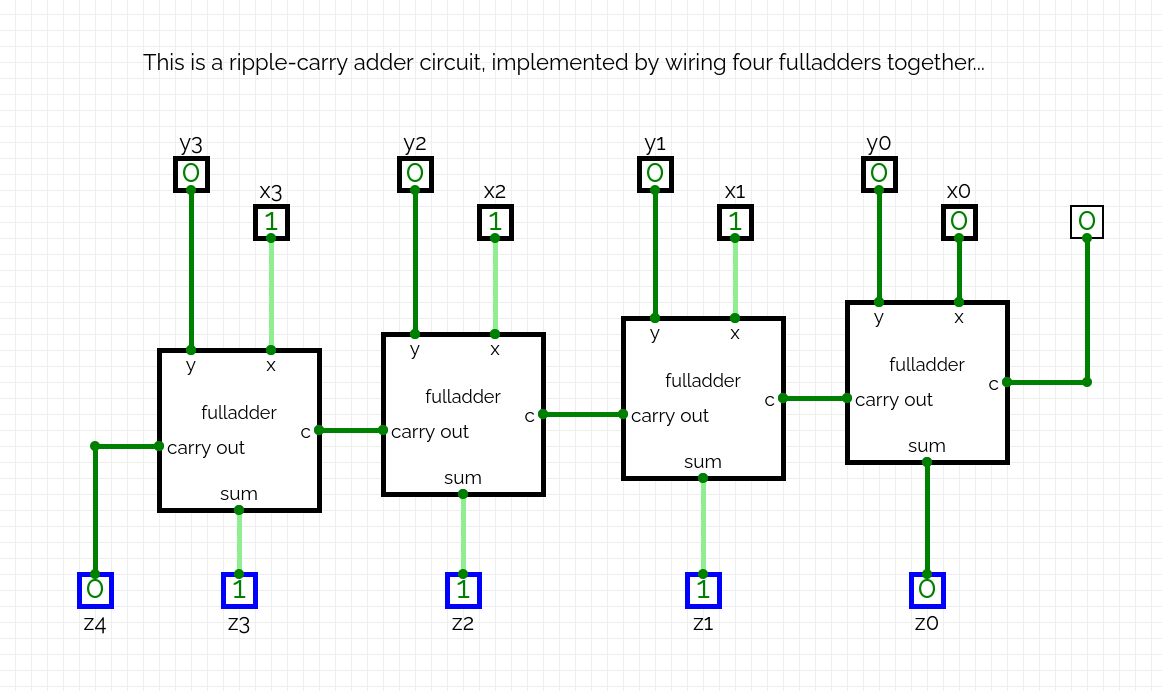 This is a ripple-carry adder circuit, implemented by wiring four fulladders together...
y3 y2 y1 y0
x3 x2 x1 x0
0 0 0 0
1 1 1 0 0
y x
y x
y x
y x
fulladder
c
carry out
sum
fulladder
c
carry out
sum
fulladder
c
carry out
sum
fulladder
c
carry out
sum
0 1 1 1 0
z4 z3 z2 z1 z0